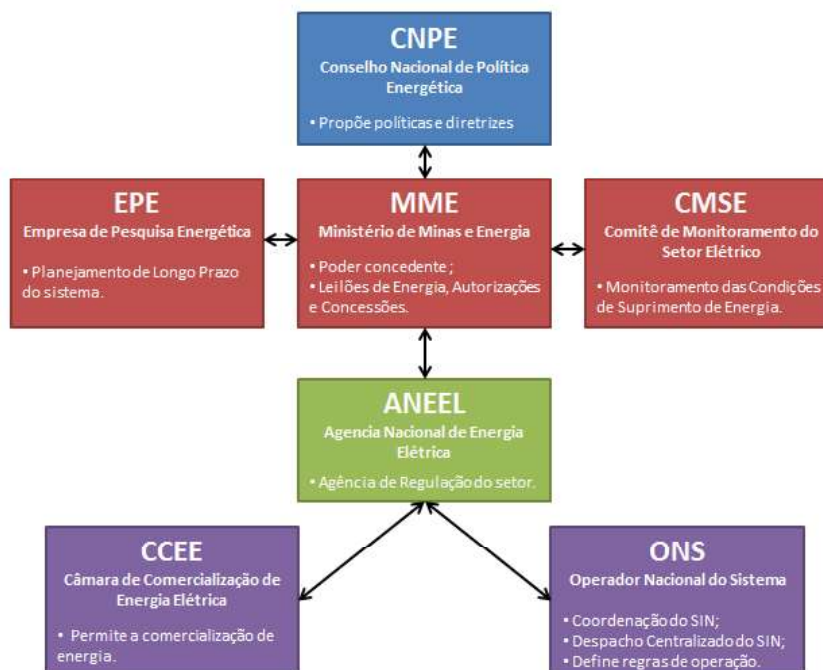 CNPE
Conselho Nacional de Política
Energética
• Propõe políticas e diretrizes
EPE
Empresa de Pesquisa Energética
• Planejamento de Longo Prazo
do sistema.
MME
Ministério de Minas e Energia
• Poder concedente ;
• Leilões de Energia, Autorizações
e Concessões.
CMSE
Comitê de Monitoramento do
Setor Elétrico
• Monitoramento das Condições
de Suprimento de Energia.
ANEEL
Agencia Nacional de Energia
Elétrica
• Agência de Regulação do setor.
CCEE
Câmara de Comercialização de
Energia Elétrica
• Permite a comercialização de
energia.
ONS
Operador Nacional do Sistema
• Coordenação do SIN;
• Despacho Centralizado do SIN;
• Define regras de operação.